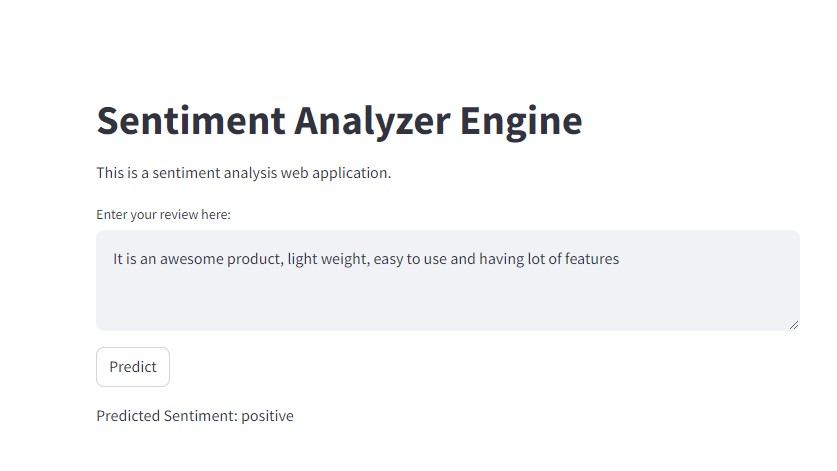 Sentiment Analyzer Engine
This is a sentiment analysis web application.
Enter your review here:
It is an awesome product, light weight, easy to use and having lot of features
Predict
Predicted Sentiment: positive